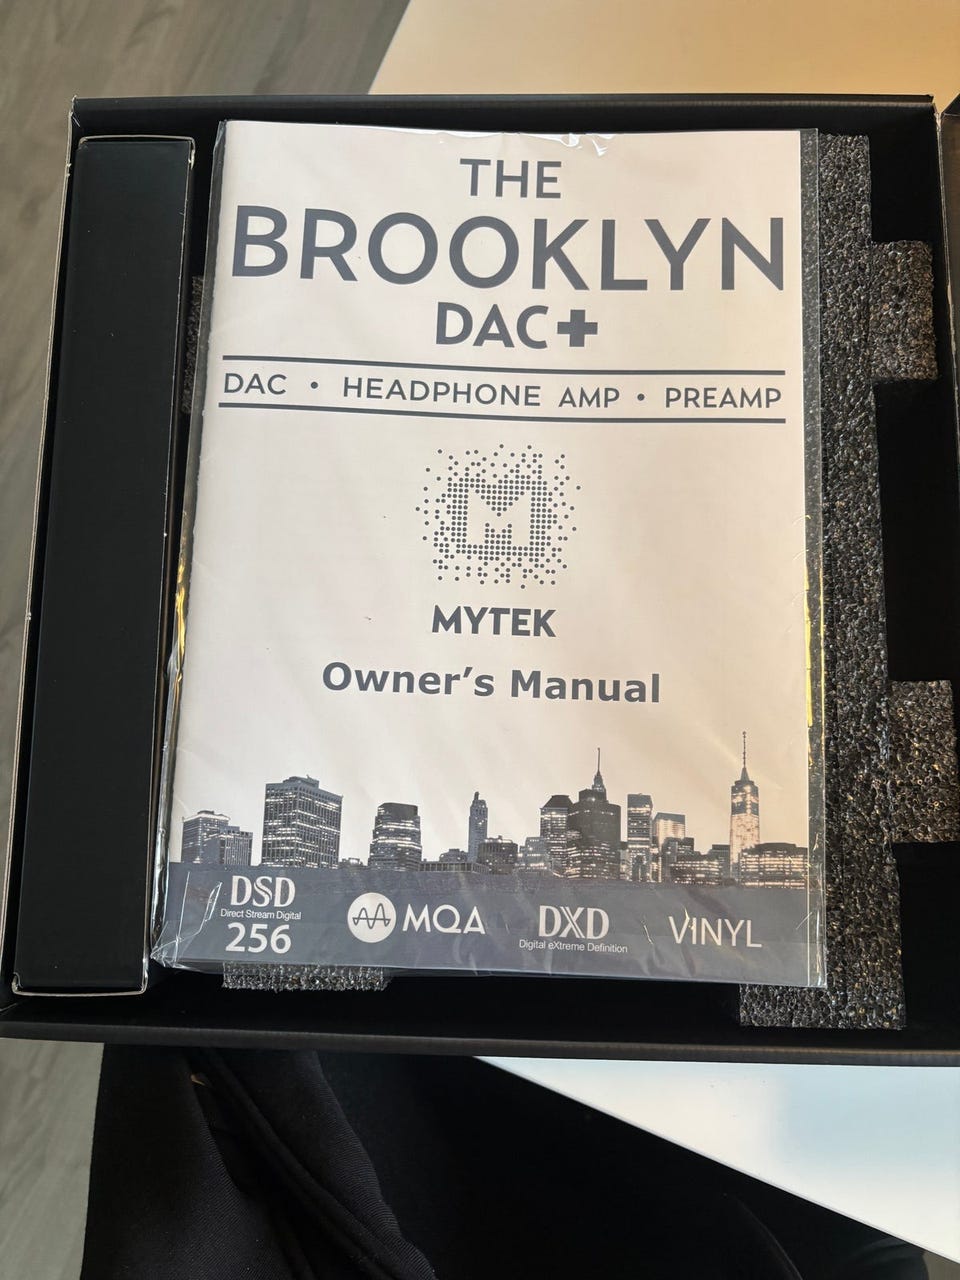 THE
BROOKLYN
DAC+
DAC • HEADPHONE AMP • PREAMP
M
MYTEK
Owner's Manual
DSD
Direct Stream Digital
256
MQA
DXD
Digital eXtreme Definition
VINYL